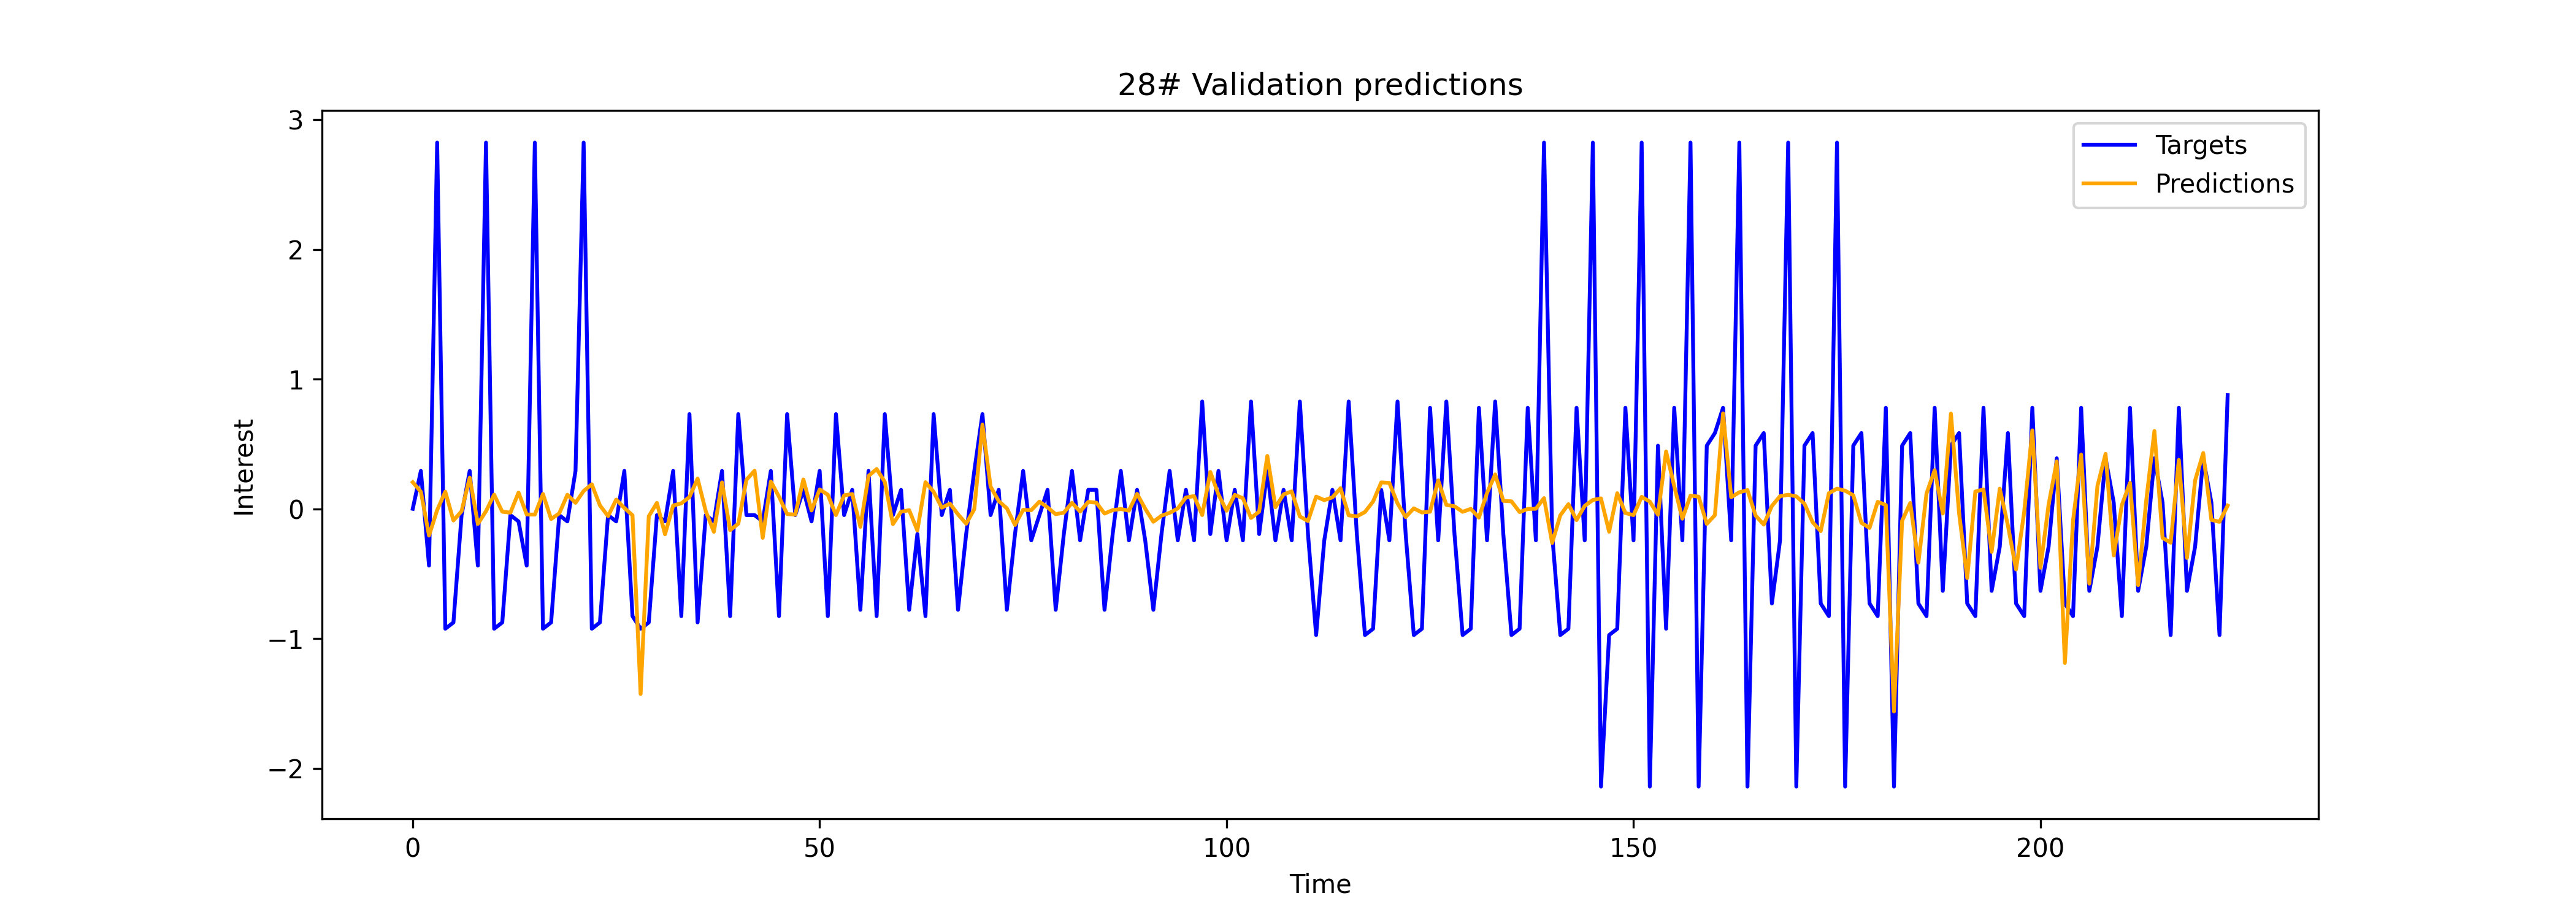 28# Validation predictions
3
2
1
0
−1
−2
Interest
Targets
Predictions
0 50 100 150 200
Time